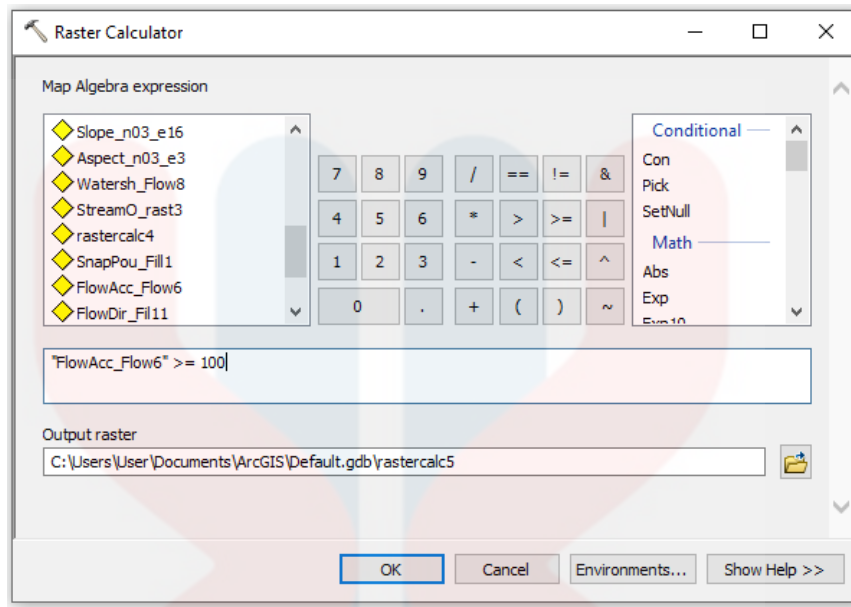 Raster Calculator
Map Algebra expression
Slope_n03_e16
Aspect_n03_e3
Watersh_Flow8
StreamO_rast3
rastercalc4
SnapPou_Fill1
FlowAcc_Flow6
FlowDir_Fil11
7 8 9 / == != &
4 5 6 * > >= |
1 2 3 - < <= ^
0 . + ( ) ~
Conditional
Con
Pick
SetNull
Math
Abs
Exp
Exp10
"FlowAcc_Flow6" >= 100
Output raster
C:\Users\User\Documents\ArcGIS\Default.gdb\rastercalc5
OK Cancel Environments... Show Help >>